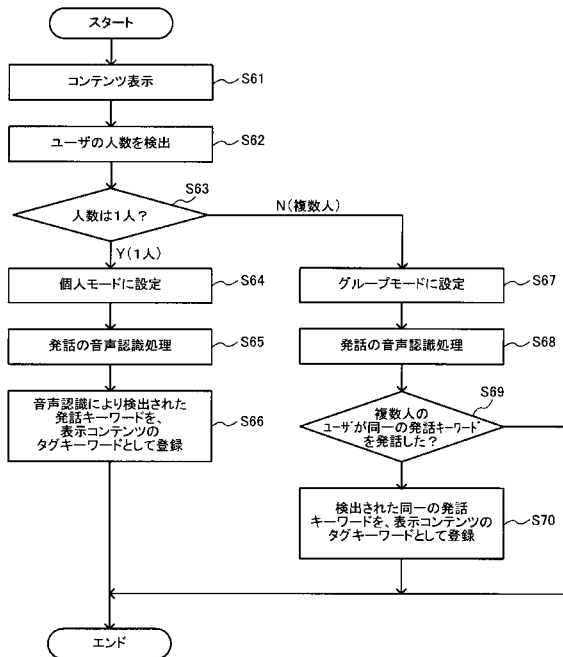 スタート
コンテンツ表示
S61
ユーザの人数を検出
S62
人数は1人?
S63
N(複数人)
Y(1人)
個人モードに設定
S64
発話の音声認識処理
S65
音声認識により検出された
発話キーワードを、
表示コンテンツの
タグキーワードとして登録
S66
グループモードに設定
S67
発話の音声認識処理
S68
複数人の
ユーザが同一の発話キーワード
を発話した?
S69
検出された同一の発話
キーワードを、表示コンテンツの
タグキーワードとして登録
S70
エンド